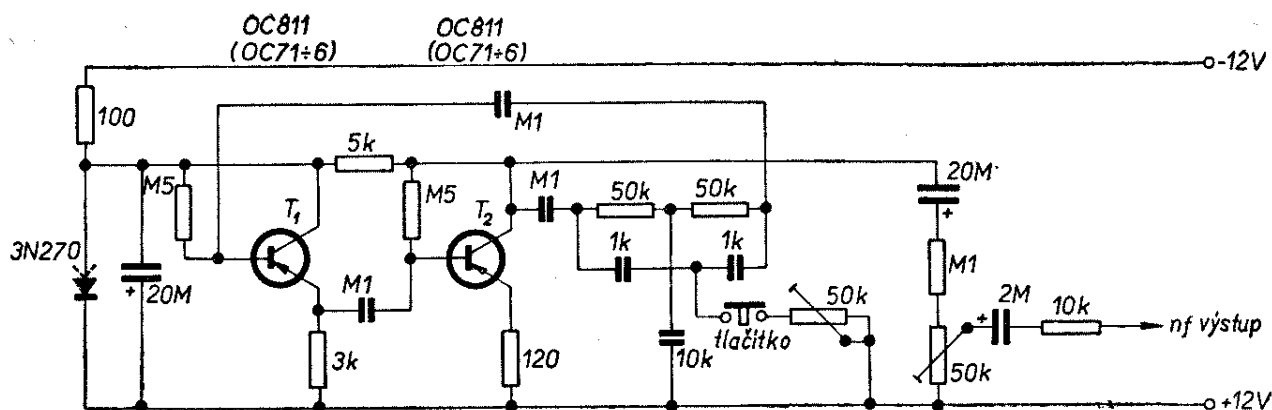 OC811
(OC71÷6)
OC811
(OC71÷6)
-12V
100
M1
5k
20M
+
M5
M5
M1
50k
50k
T1
T2
3N270
1k
1k
M1
M1
+
20M
50k
2M
+
10k
nf výstup
tlačítko
3k
120
10k
50k
+12V